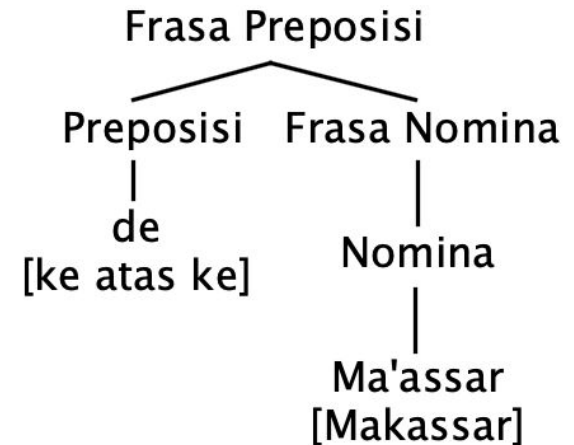 Frasa Preposisi
Preposisi Frasa Nomina
de
[ke atas ke]
Nomina
Ma'assar
[Makassar]